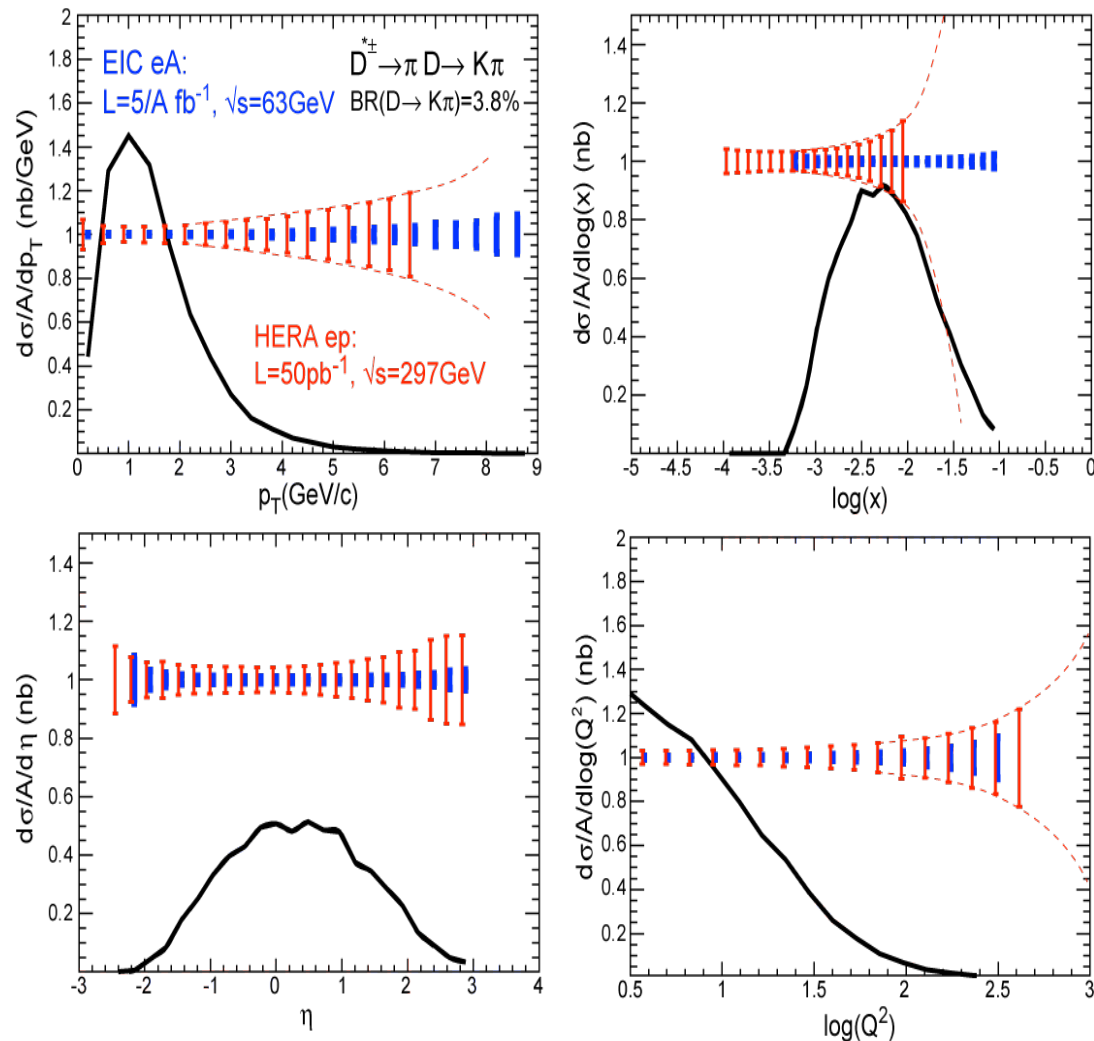 dσ/A/dp_T (nb/GeV)
2
1.8
1.6
1.4
1.2
1
0.8
0.6
0.4
0.2
EIC eA:
L=5/A fb⁻¹, √s=63GeV
D*± → π D → Kπ
BR(D→ Kπ)=3.8%
HERA ep:
L=50pb⁻¹, √s=297GeV
0 1 2 3 4 5 6 7 8 9
p_T(GeV/c)
dσ/A/dlog(x) (nb)
1.4
1.2
1
0.8
0.6
0.4
0.2
-5 -4.5 -4 -3.5 -3 -2.5 -2 -1.5 -1 -0.5 0
log(x)
dσ/A/dη (nb)
1.4
1.2
1
0.8
0.6
0.4
0.2
-3 -2 -1 0 1 2 3 4
η
dσ/A/dlog(Q²) (nb)
2
1.8
1.6
1.4
1.2
1
0.8
0.6
0.4
0.2
0.5 1 1.5 2 2.5 3
log(Q²)